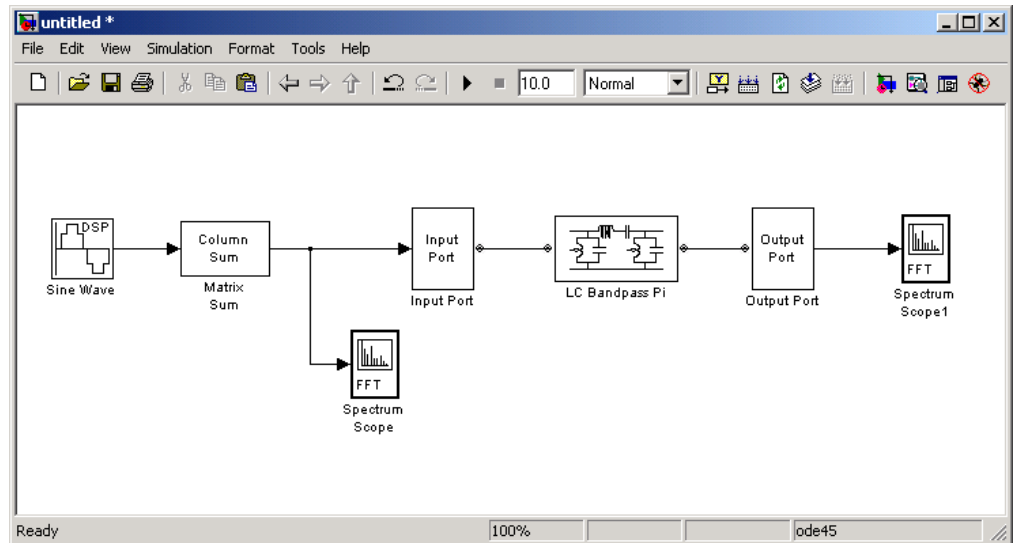 untitled *
File Edit View Simulation Format Tools Help
10.0 Normal
DSP
Sine Wave
Column
Sum
Matrix
Sum
Input
Port
Input Port
LC Bandpass Pi
Output
Port
Output Port
FFT
Spectrum
Scope1
FFT
Spectrum
Scope
Ready 100% ode45